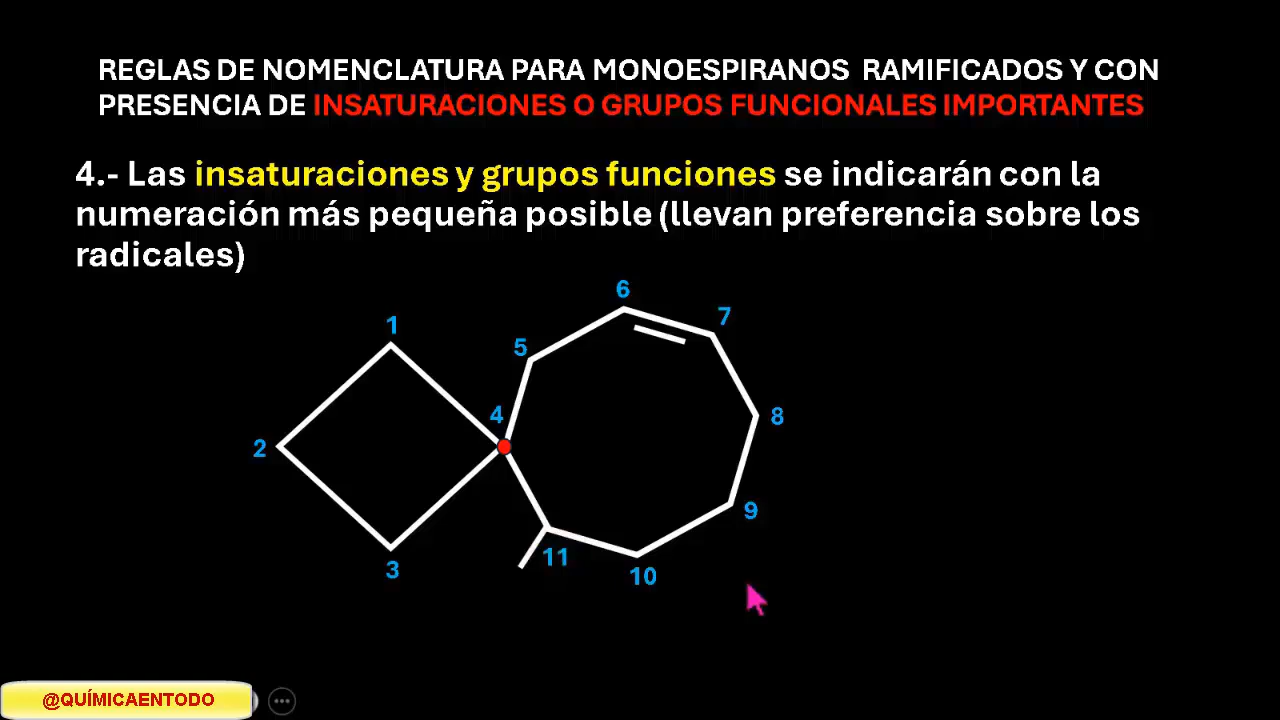 REGLAS DE NOMENCLATURA PARA MONOESPIRANOS RAMIFICADOS Y CON
PRESENCIA DE INSATURACIONES O GRUPOS FUNCIONALES IMPORTANTES
4.- Las insaturaciones y grupos funciones se indicarán con la
numeración más pequeña posible (llevan preferencia sobre los
radicales)
6
7
1
5
4
8
2
9
11
3
10
@QUÍMICAENTODO